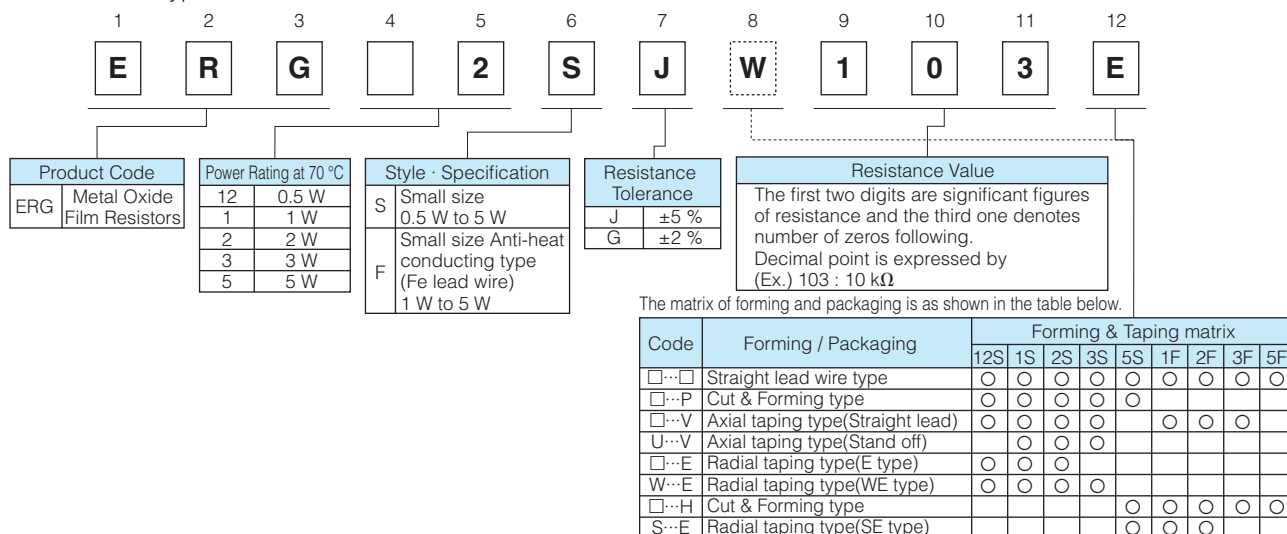 1 2 3 4 5 6 7 8 9 10 11 12
E R G 2 S J W 1 0 3 E
Product Code
ERG Metal Oxide Film Resistors
Power Rating at 70 °C
12 0.5 W
1 1 W
2 2 W
3 3 W
5 5 W
Style · Specification
S Small size
0.5 W to 5 W
F Small size Anti-heat
conducting type
(Fe lead wire)
1 W to 5 W
Resistance
Tolerance
J ±5 %
G ±2 %
Resistance Value
The first two digits are significant figures
of resistance and the third one denotes
number of zeros following.
Decimal point is expressed by
(Ex.) 103 : 10 kΩ
The matrix of forming and packaging is as shown in the table below.
Code Forming / Packaging Forming & Taping matrix
12S 1S 2S 3S 5S 1F 2F 3F 5F
□···□ Straight lead wire type ○ ○ ○ ○ ○ ○ ○ ○ ○
□···P Cut & Forming type ○ ○ ○ ○ ○
□···V Axial taping type(Straight lead) ○ ○ ○ ○ ○ ○ ○
U···V Axial taping type(Stand off) ○ ○ ○
□···E Radial taping type(E type) ○ ○ ○
W···E Radial taping type(WE type) ○ ○ ○ ○
□···H Cut & Forming type ○ ○ ○ ○ ○
S···E Radial taping type(SE type) ○ ○ ○